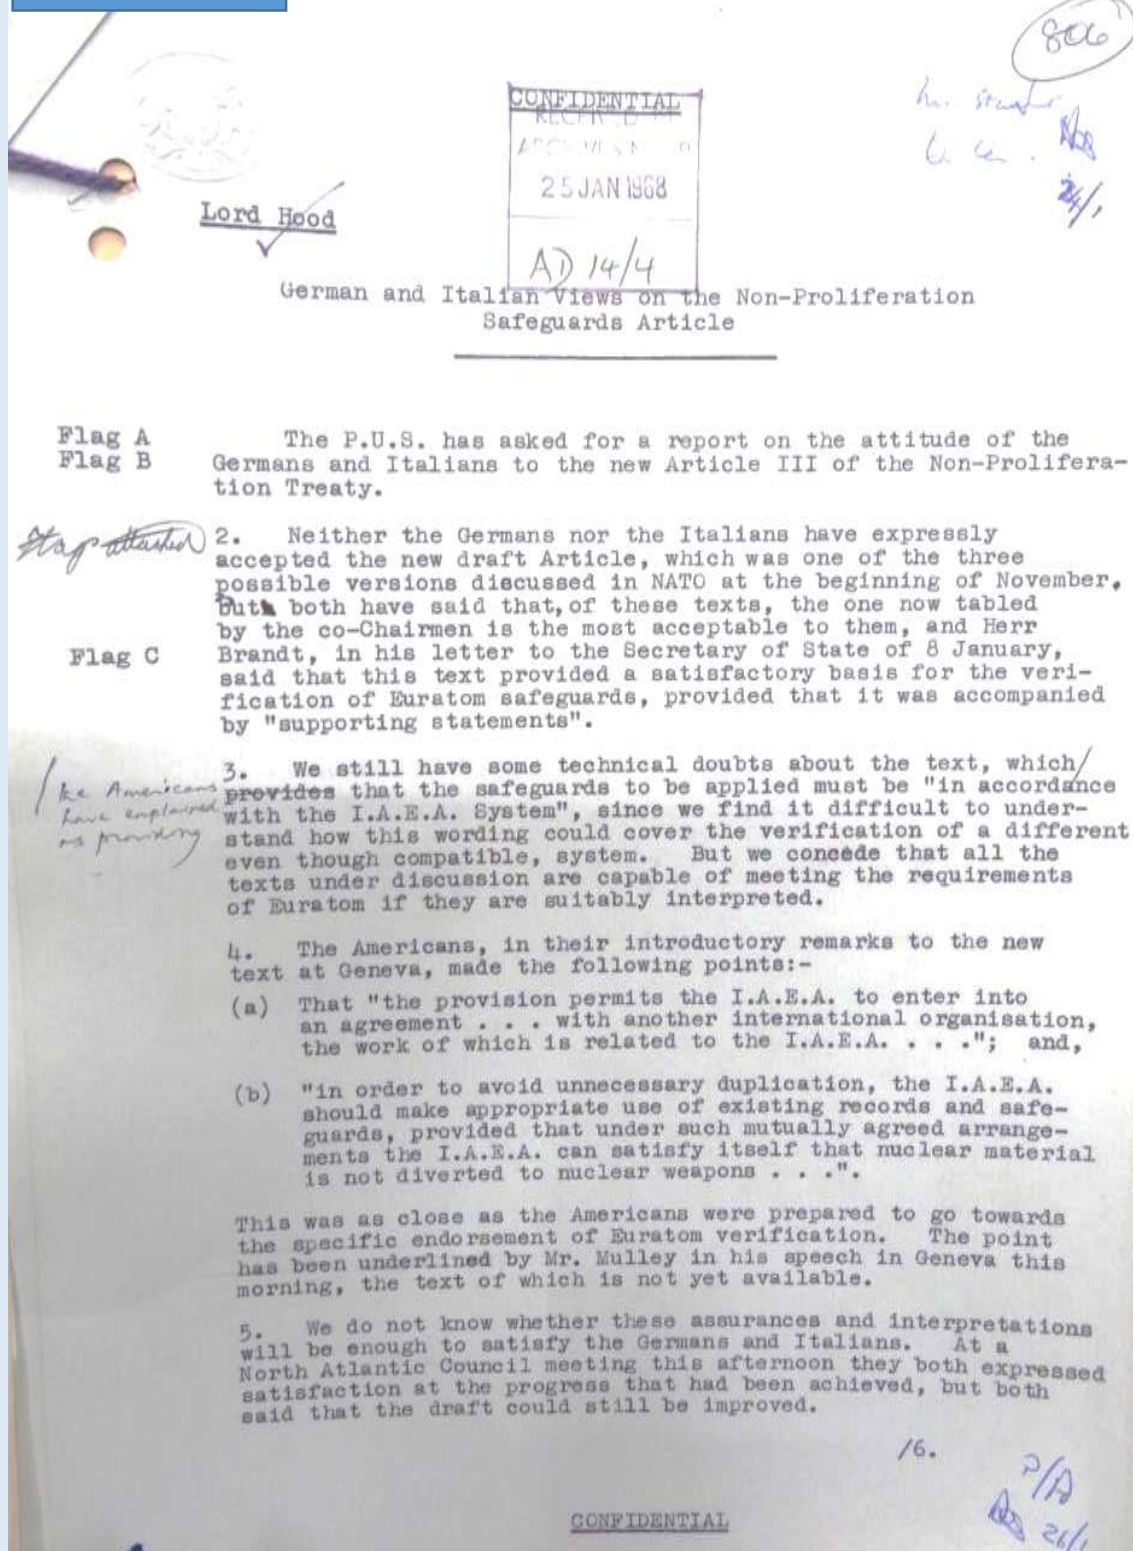 806
CONFIDENTIAL
RECEIVED IN
25 JAN 1968
AD 14/4
24/1
Lord Hood
German and Italian Views on the Non-Proliferation
Safeguards Article
Flag A
Flag B
The P.U.S. has asked for a report on the attitude of the
Germans and Italians to the new Article III of the Non-Prolifera-
tion Treaty.
attached
2. Neither the Germans nor the Italians have expressly
accepted the new draft Article, which was one of the three
possible versions discussed in NATO at the beginning of November.
But both have said that, of these texts, the one now tabled
by the co-Chairmen is the most acceptable to them, and Herr
Flag C
Brandt, in his letter to the Secretary of State of 8 January,
said that this text provided a satisfactory basis for the veri-
fication of Euratom safeguards, provided that it was accompanied
by "supporting statements".
3. We still have some technical doubts about the text, which/
/the Americans
have explained
as providing
provides that the safeguards to be applied must be "in accordance
with the I.A.E.A. System", since we find it difficult to under-
stand how this wording could cover the verification of a different
even though compatible, system. But we concede that all the
texts under discussion are capable of meeting the requirements
of Euratom if they are suitably interpreted.
4. The Americans, in their introductory remarks to the new
text at Geneva, made the following points:-
(a) That "the provision permits the I.A.E.A. to enter into
an agreement . . . with another international organisation,
the work of which is related to the I.A.E.A. . . ."; and,
(b) "in order to avoid unnecessary duplication, the I.A.E.A.
should make appropriate use of existing records and safe-
guards, provided that under such mutually agreed arrange-
ments the I.A.E.A. can satisfy itself that nuclear material
is not diverted to nuclear weapons . . .".
This was as close as the Americans were prepared to go towards
the specific endorsement of Euratom verification. The point
has been underlined by Mr. Mulley in his speech in Geneva this
morning, the text of which is not yet available.
5. We do not know whether these assurances and interpretations
will be enough to satisfy the Germans and Italians. At a
North Atlantic Council meeting this afternoon they both expressed
satisfaction at the progress that had been achieved, but both
said that the draft could still be improved.
/6.
P/A
26/1
CONFIDENTIAL